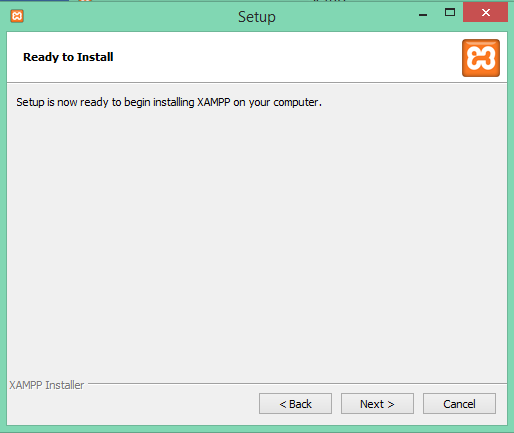 Setup
Ready to Install
Setup is now ready to begin installing XAMPP on your computer.
XAMPP Installer
< Back
Next >
Cancel